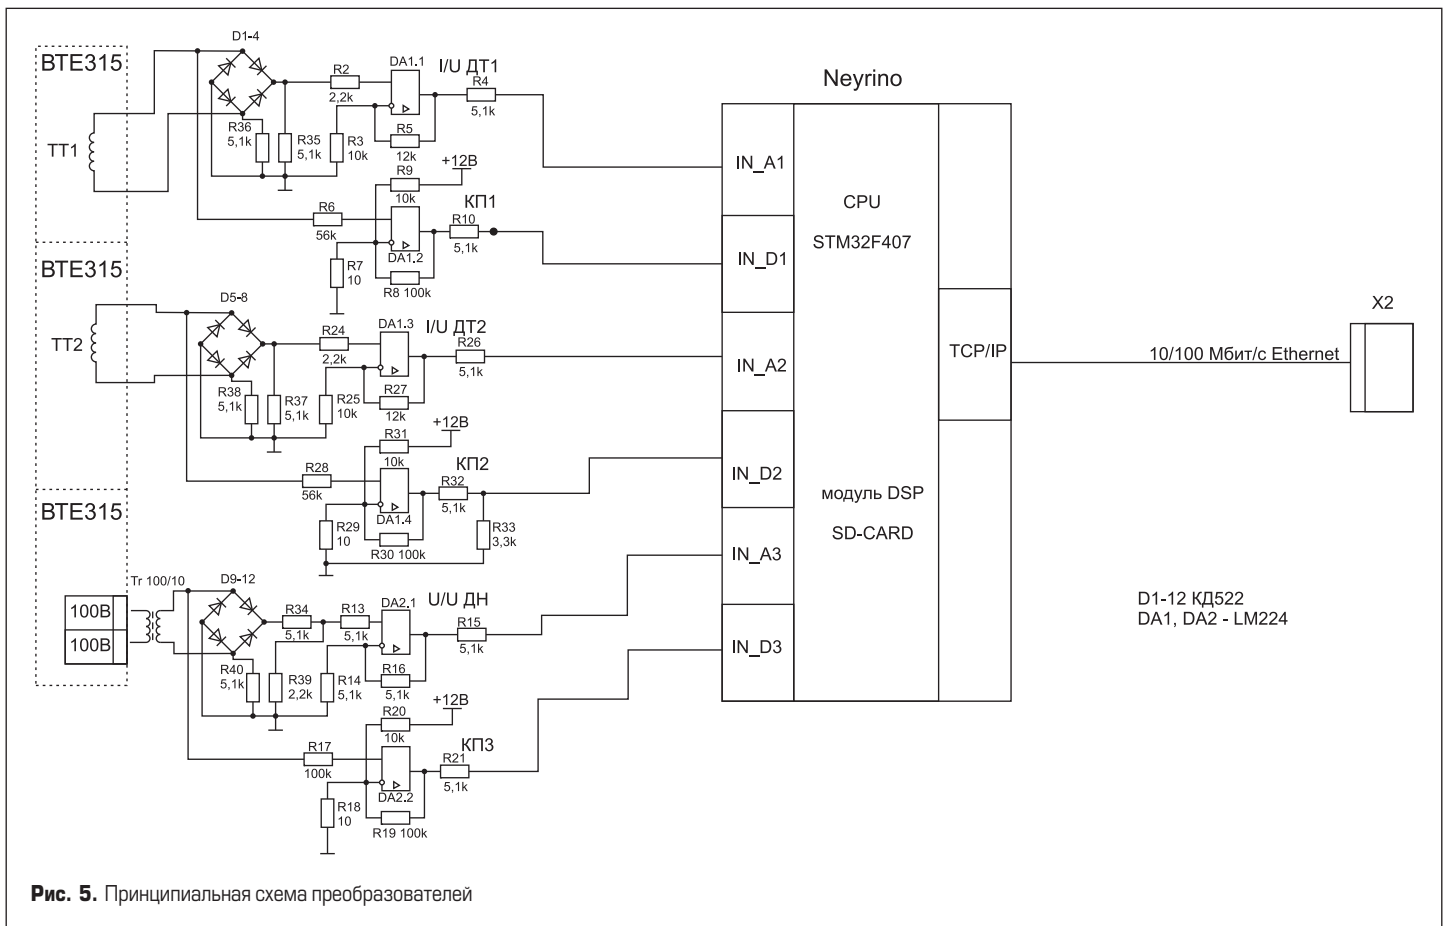 D1-4
BTE315
TT1
R36
5,1k
R35
5,1k
R2
2,2k
R3
10k
DA1.1
I/U ДТ1
R4
5,1k
R5
12k
+12В
R9
10k
КП1
R6
56k
R10
5,1k
DA1.2
R7
10
R8 100k
BTE315
TT2
D5-8
R38
5,1k
R37
5,1k
R24
2,2k
R25
10k
DA1.3
I/U ДТ2
R26
5,1k
R27
12k
+12В
R31
10k
КП2
R28
56k
R32
5,1k
DA1.4
R29
10
R30 100k
R33
3,3k
BTE315
Tr 100/10
D9-12
100В
100В
R34
5,1k
R13
5,1k
DA2.1
U/U ДН
R15
5,1k
R40
5,1k
R39
2,2k
R14
5,1k
R16
5,1k
+12В
R20
10k
КП3
R17
100k
R21
5,1k
DA2.2
R18
10
R19 100k
Neyrino
IN_A1
IN_D1
IN_A2
IN_D2
IN_A3
IN_D3
CPU
STM32F407
модуль DSP
SD-CARD
TCP/IP
10/100 Мбит/с Ethernet
X2
D1-12 КД522
DA1, DA2 - LM224
Рис. 5. Принципиальная схема преобразователей